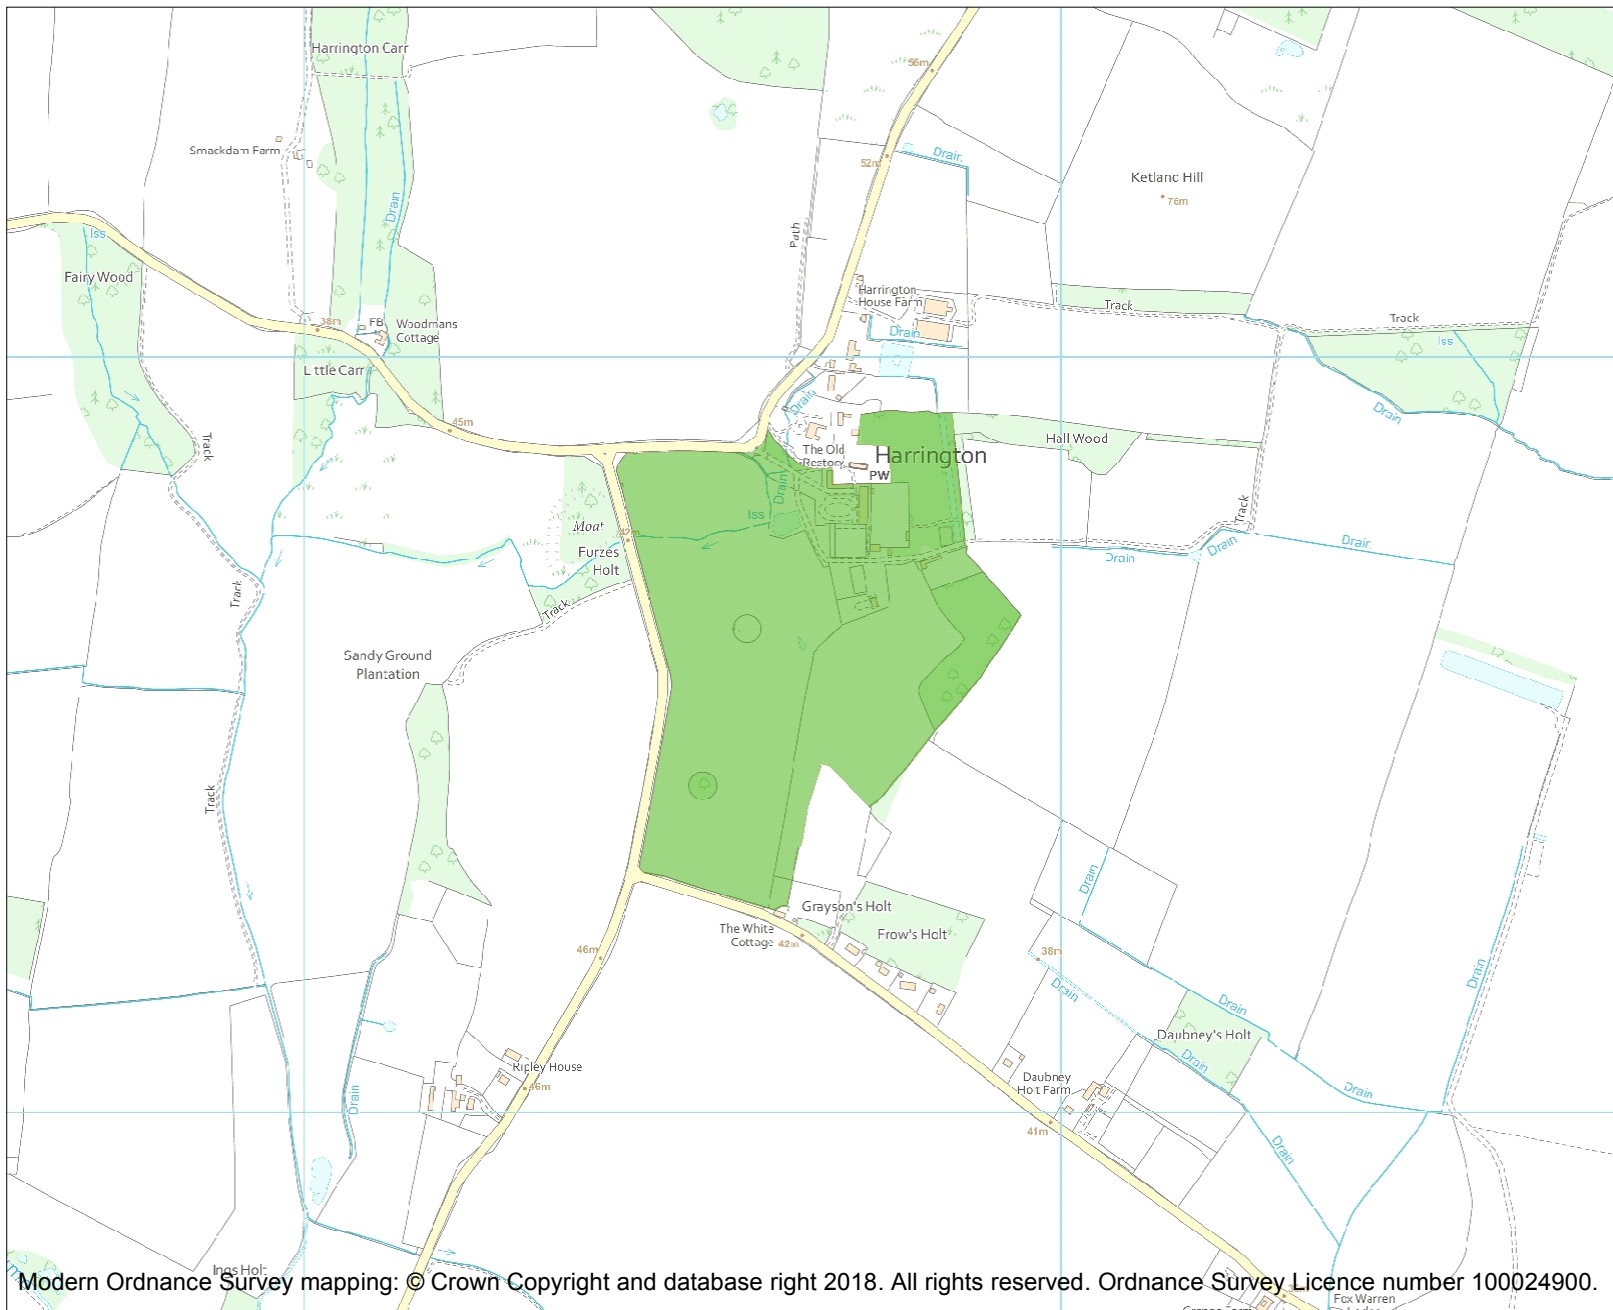 Harrington Carr
56m
Smackdam Farm
52m
Drain
Ketland Hill
76m
Drain
Path
Iss
Fairy Wood
Harrington
House Farm
Track
Track
38m
FB
Woodmans
Cottage
Drain
Iss
Little Carr
Drain
Drain
45m
Track
Hall Wood
The Old
Rectory
Harrington
PW
Drain
Iss
Track
Moat
42m
Furzes
Holt
Drain
Drain
Drain
Track
Track
Sandy Ground
Plantation
Track
Drain
Grayson's Holt
The White
Cottage
42m
Frow's Holt
46m
38m
Drain
Drain
Drain
Daubney's Holt
Drain
Ripley House
46m
Daubney
Holt Farm
Drain
Drain
41m
Drain
Ings Holt
Modern Ordnance Survey mapping: © Crown Copyright and database right 2018. All rights reserved. Ordnance Survey Licence number 100024900.
Fox Warren